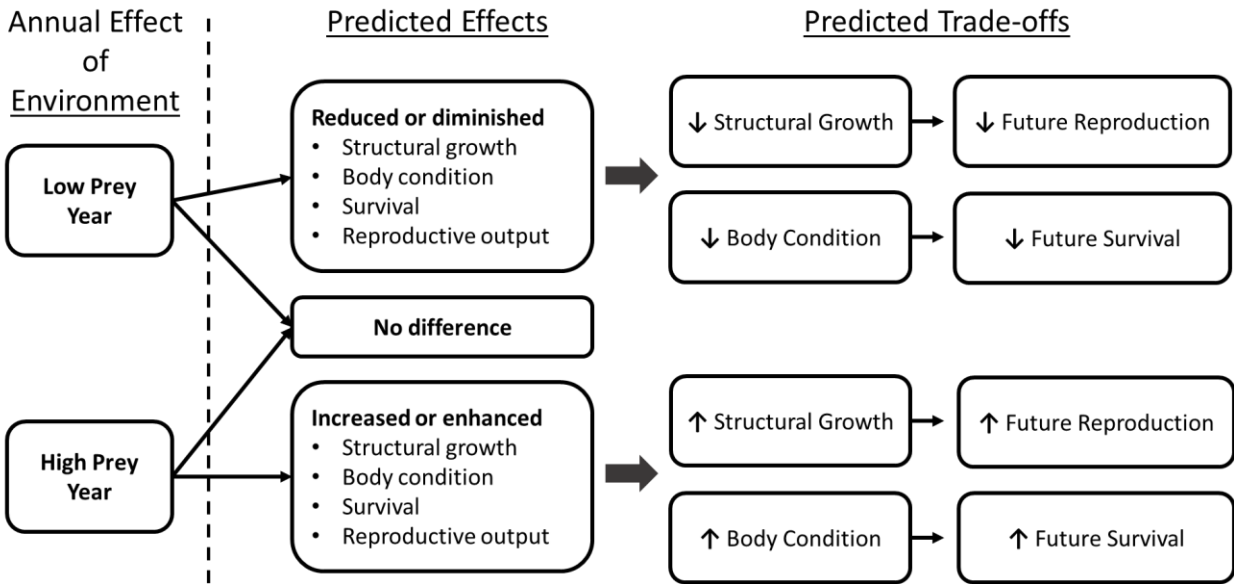 Annual Effect
of
Environment
Predicted Effects
Predicted Trade-offs
Low Prey
Year
High Prey
Year
Reduced or diminished
• Structural growth
• Body condition
• Survival
• Reproductive output
No difference
Increased or enhanced
• Structural growth
• Body condition
• Survival
• Reproductive output
↓ Structural Growth
↓ Future Reproduction
↓ Body Condition
↓ Future Survival
↑ Structural Growth
↑ Future Reproduction
↑ Body Condition
↑ Future Survival